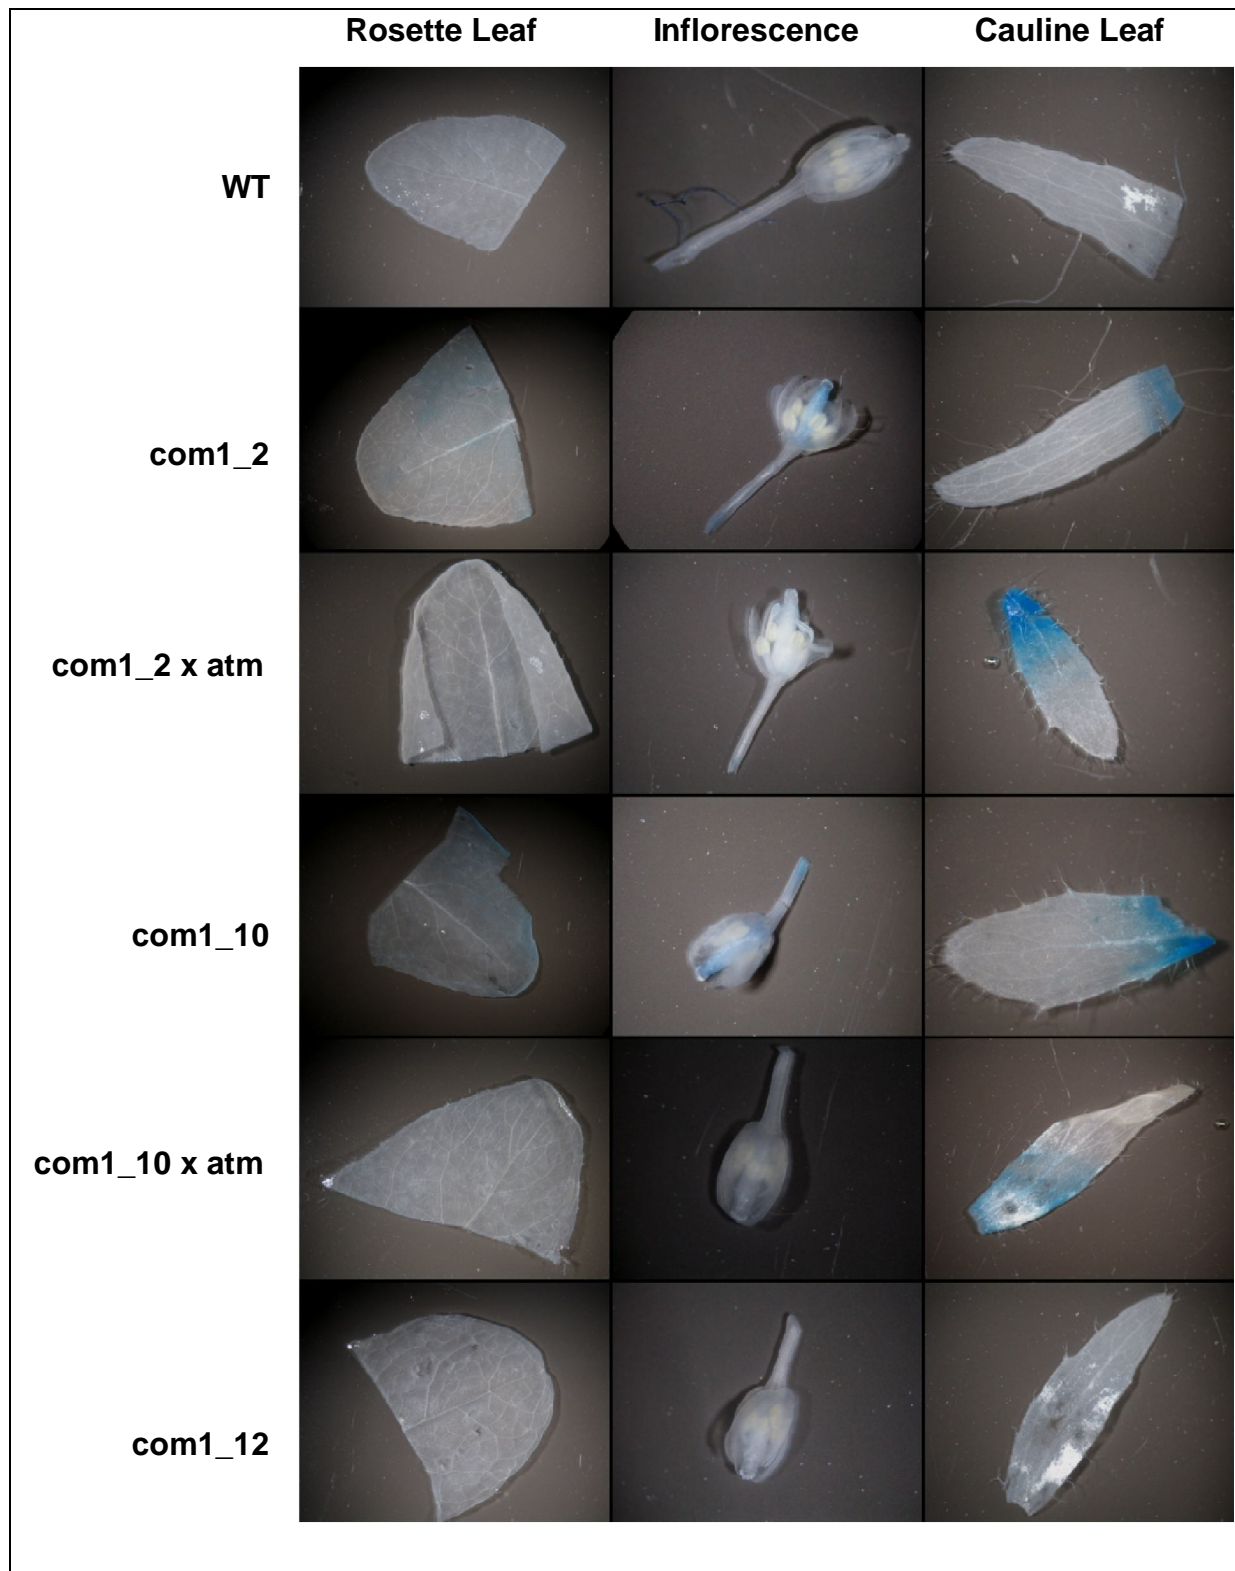 Rosette Leaf Inflorescence Cauline Leaf
WT
com1_2
com1_2 x atm
com1_10
com1_10 x atm
com1_12